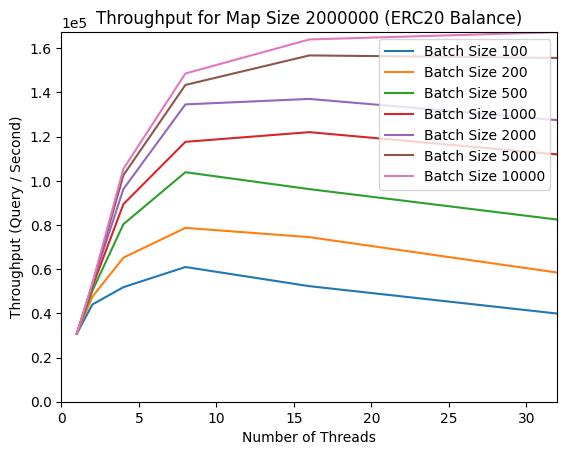 Throughput for Map Size 2000000 (ERC20 Balance)
1e5
1.6
1.4
1.2
1.0
0.8
0.6
0.4
0.2
0.0
Throughput (Query / Second)
Batch Size 100
Batch Size 200
Batch Size 500
Batch Size 1000
Batch Size 2000
Batch Size 5000
Batch Size 10000
0 5 10 15 20 25 30
Number of Threads